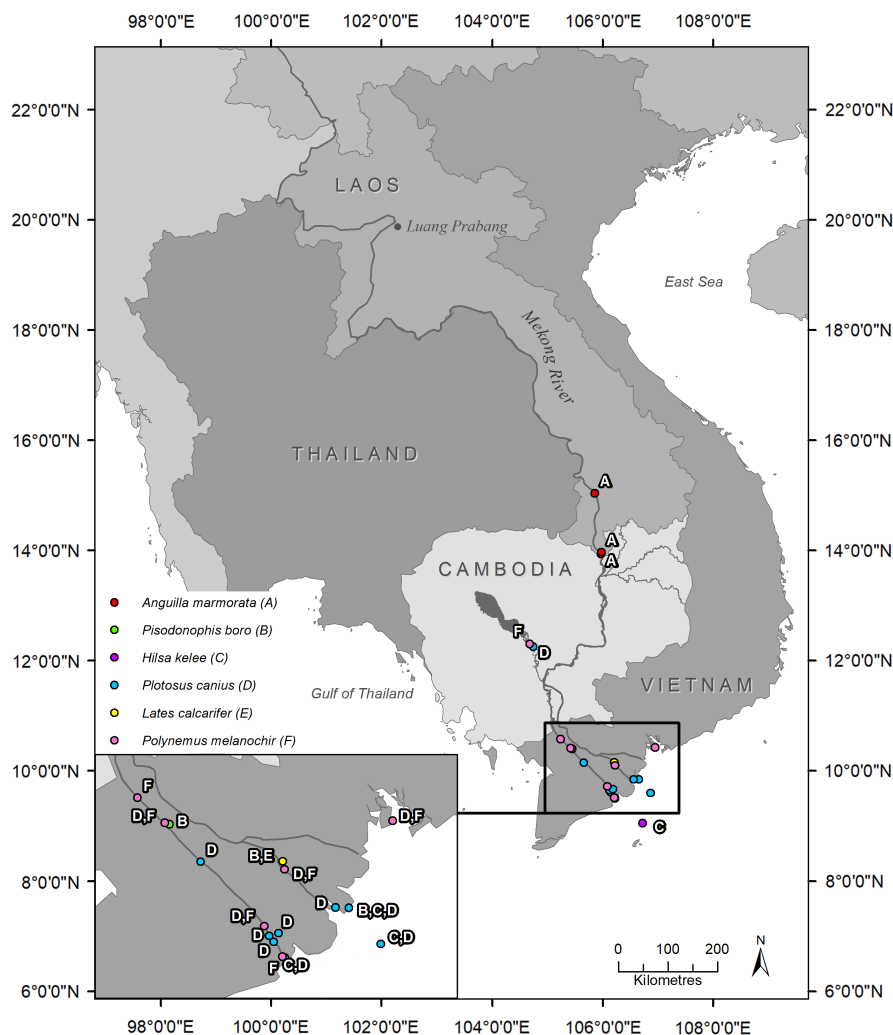 98°0'0"E 100°0'0"E 102°0'0"E 104°0'0"E 106°0'0"E 108°0'0"E
22°0'0"N 22°0'0"N
LAOS
20°0'0"N 20°0'0"N
Luang Prabang
East Sea
18°0'0"N 18°0'0"N
Mekong River
16°0'0"N 16°0'0"N
THAILAND
A
14°0'0"N 14°0'0"N
A
A
CAMBODIA
Anguilla marmorata (A)
Pisodonophis boro (B)
F
D
12°0'0"N 12°0'0"N
Hilsa kelee (C)
VIETNAM
Plotosus canius (D)
Gulf of Thailand
Lates calcarifer (E)
Polynemus melanochir (F)
10°0'0"N 10°0'0"N
F
D,F
B
D,F
C
D
B,E
D,F
8°0'0"N 8°0'0"N
D
B,C,D
D,F
D
D
C,D
D
F
C,D
N
0 100 200
Kilometres
6°0'0"N 6°0'0"N
98°0'0"E 100°0'0"E 102°0'0"E 104°0'0"E 106°0'0"E 108°0'0"E